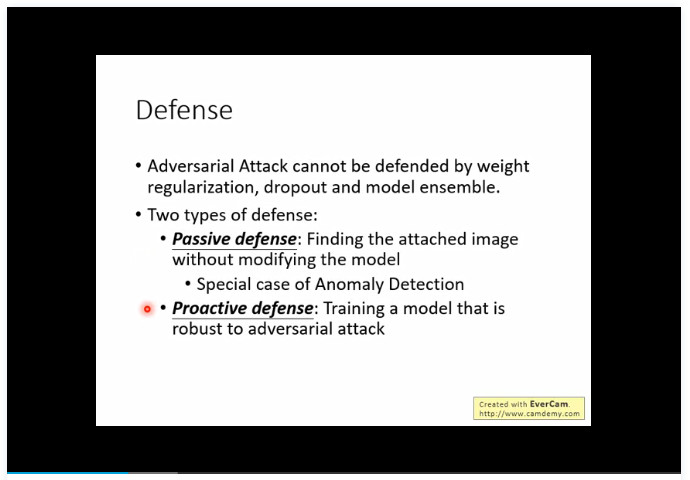 Defense
• Adversarial Attack cannot be defended by weight
regularization, dropout and model ensemble.
• Two types of defense:
• Passive defense: Finding the attached image
without modifying the model
• Special case of Anomaly Detection
• Proactive defense: Training a model that is
robust to adversarial attack
Created with EverCam.
http://www.camdemy.com